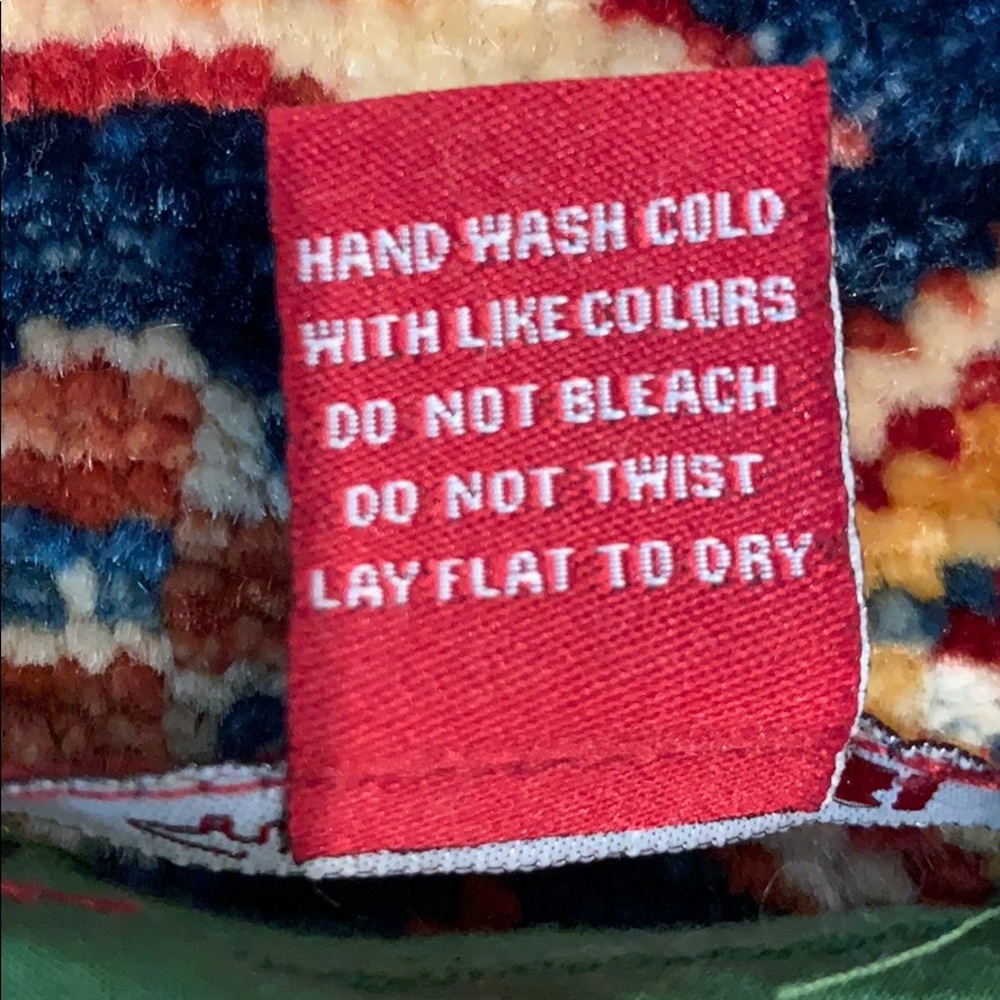 HAND WASH COLD
WITH LIKE COLORS
DO NOT BLEACH
DO NOT TWIST
LAY FLAT TO DRY